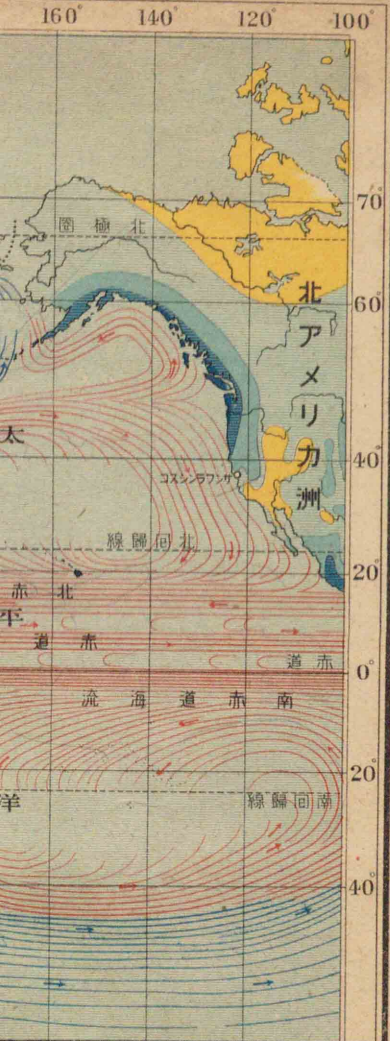 160° 140° 120° 100°
70°
圏極北
60°
北アメリカ洲
太
40°
コスシンラフンサ
線歸回北
20°
赤北
平
道赤
道赤
0°
流海道赤南
20°
線歸回南
洋
40°